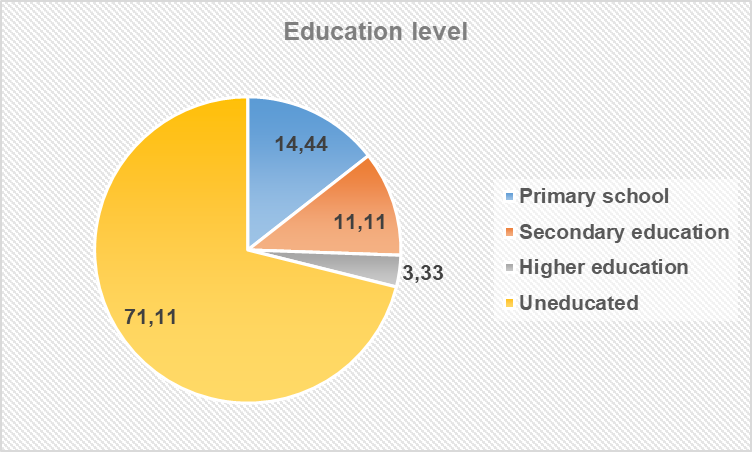 Education level
14,44
11,11
3,33
71,11
Primary school
Secondary education
Higher education
Uneducated